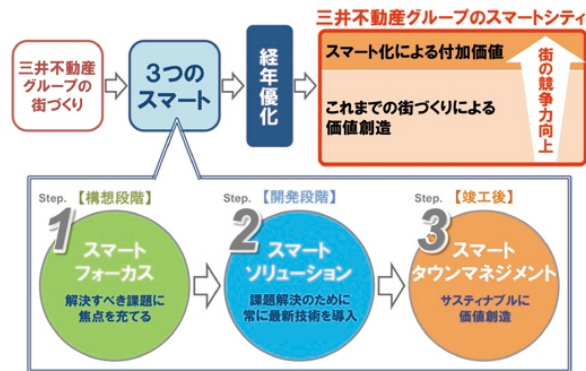 三井不動産グループのスマートシティ
三井不動産
グループの
街づくり
3つの
スマート
経年優化
スマート化による付加価値
これまでの街づくりによる
価値創造
街の競争力向上
Step.【構想段階】
1
スマート
フォーカス
解決すべき課題に
焦点を充てる
Step.【開発段階】
2
スマート
ソリューション
課題解決のために
常に最新技術を導入
Step.【竣工後】
3
スマート
タウンマネジメント
サスティナブルに
価値創造